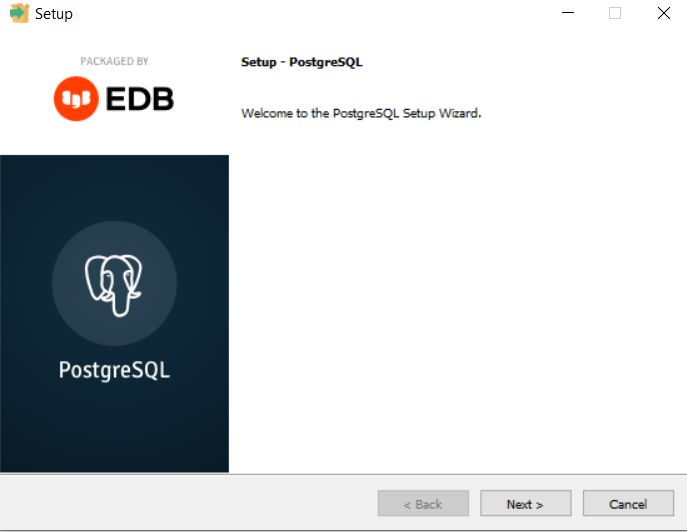 Setup
PACKAGED BY
EDB
Setup - PostgreSQL
Welcome to the PostgreSQL Setup Wizard.
PostgreSQL
< Back
Next >
Cancel